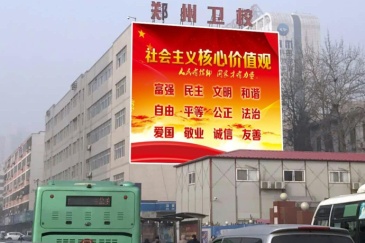 郑州卫校
社会主义核心价值观
人民有信仰 国家才有力量
富强 民主 文明 和谐
自由 平等 公正 法治
爱国 敬业 诚信 友善